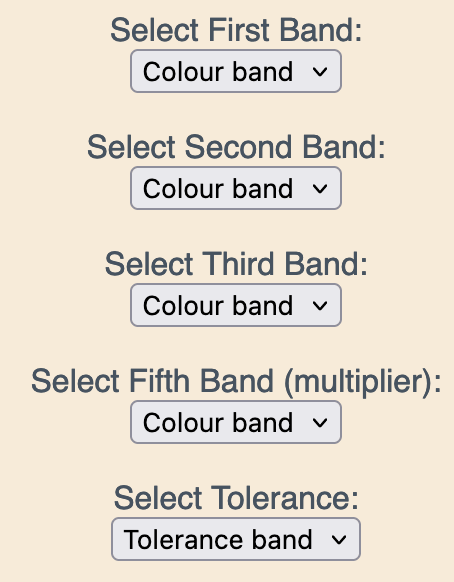 Select First Band:
Colour band
Select Second Band:
Colour band
Select Third Band:
Colour band
Select Fifth Band (multiplier):
Colour band
Select Tolerance:
Tolerance band